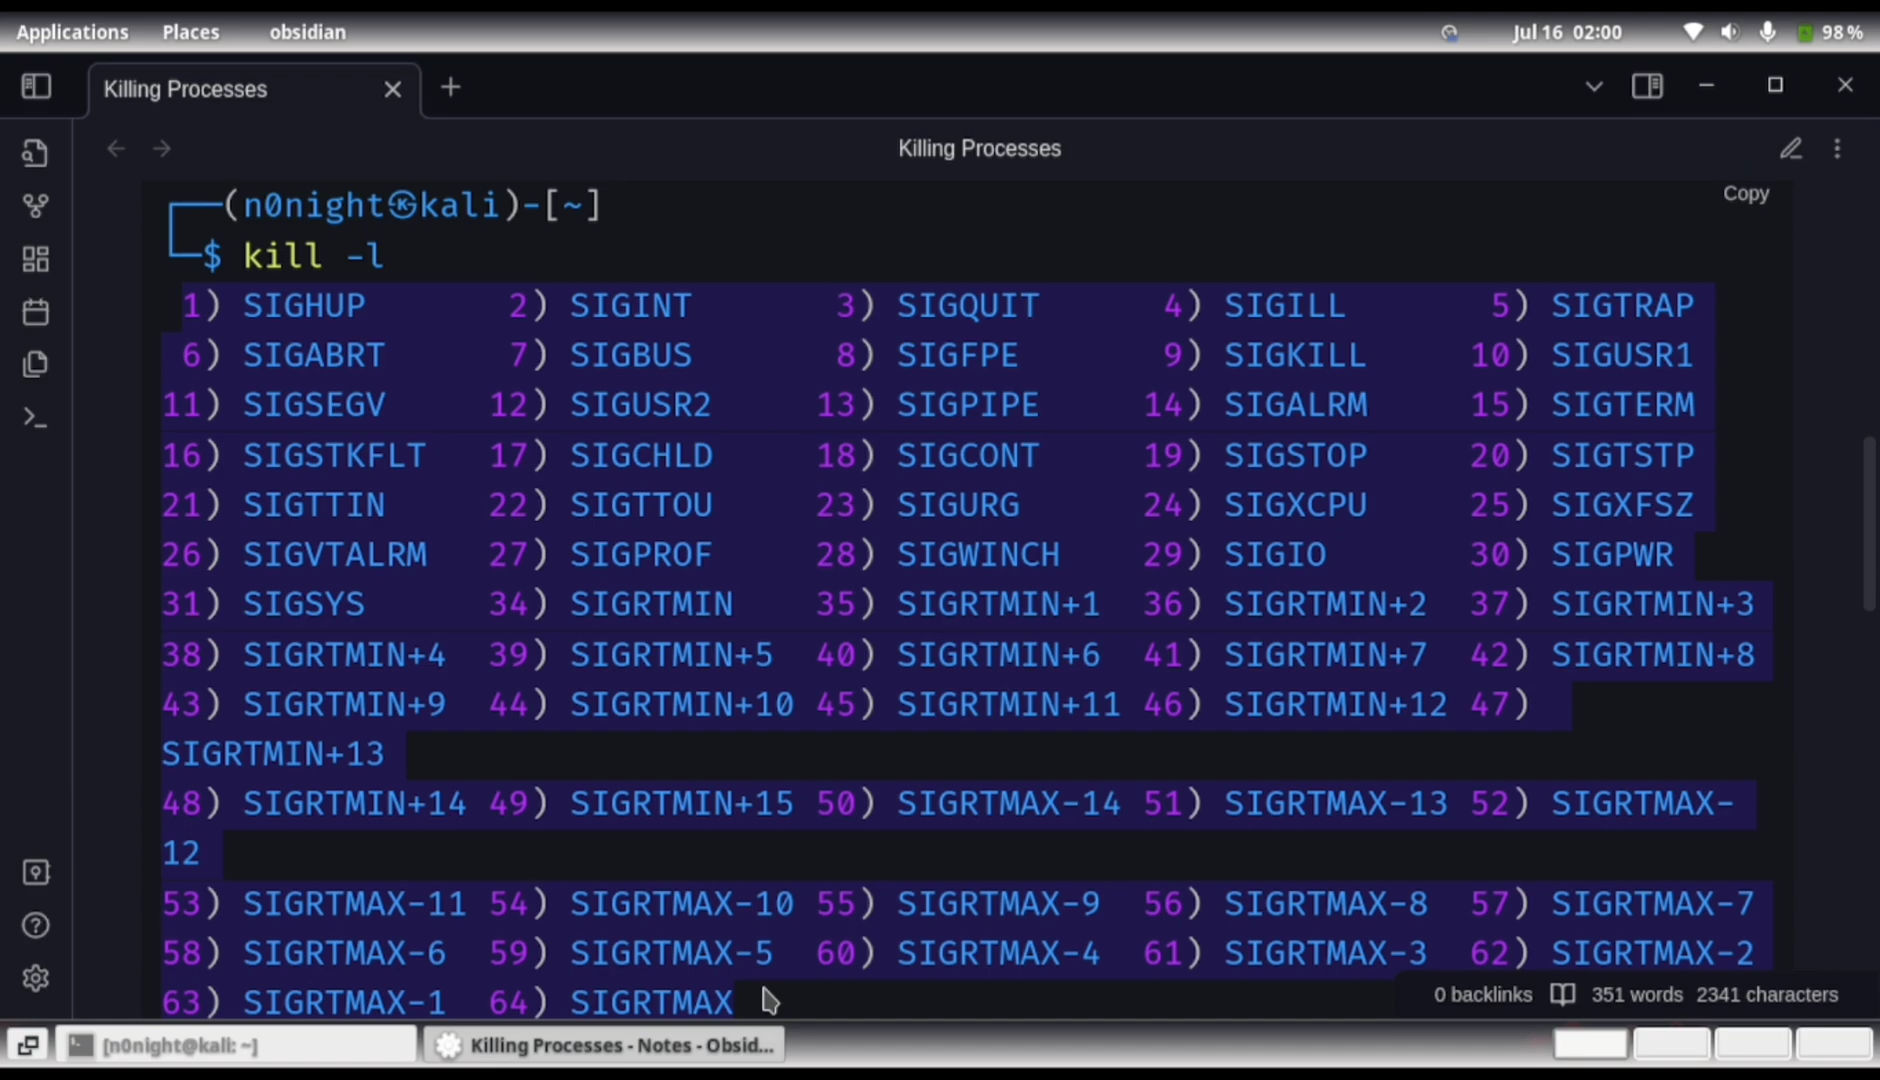 Applications Places obsidian Jul 16 02:00 98%
Killing Processes
Killing Processes
Copy
(n0night㉿kali)-[~]
$ kill -l
1) SIGHUP 2) SIGINT 3) SIGQUIT 4) SIGILL 5) SIGTRAP
6) SIGABRT 7) SIGBUS 8) SIGFPE 9) SIGKILL 10) SIGUSR1
11) SIGSEGV 12) SIGUSR2 13) SIGPIPE 14) SIGALRM 15) SIGTERM
16) SIGSTKFLT 17) SIGCHLD 18) SIGCONT 19) SIGSTOP 20) SIGTSTP
21) SIGTTIN 22) SIGTTOU 23) SIGURG 24) SIGXCPU 25) SIGXFSZ
26) SIGVTALRM 27) SIGPROF 28) SIGWINCH 29) SIGIO 30) SIGPWR
31) SIGSYS 34) SIGRTMIN 35) SIGRTMIN+1 36) SIGRTMIN+2 37) SIGRTMIN+3
38) SIGRTMIN+4 39) SIGRTMIN+5 40) SIGRTMIN+6 41) SIGRTMIN+7 42) SIGRTMIN+8
43) SIGRTMIN+9 44) SIGRTMIN+10 45) SIGRTMIN+11 46) SIGRTMIN+12 47)
SIGRTMIN+13
48) SIGRTMIN+14 49) SIGRTMIN+15 50) SIGRTMAX-14 51) SIGRTMAX-13 52) SIGRTMAX-
12
53) SIGRTMAX-11 54) SIGRTMAX-10 55) SIGRTMAX-9 56) SIGRTMAX-8 57) SIGRTMAX-7
58) SIGRTMAX-6 59) SIGRTMAX-5 60) SIGRTMAX-4 61) SIGRTMAX-3 62) SIGRTMAX-2
63) SIGRTMAX-1 64) SIGRTMAX
0 backlinks 351 words 2341 characters
[n0night@kali: ~] Killing Processes - Notes - Obsid...